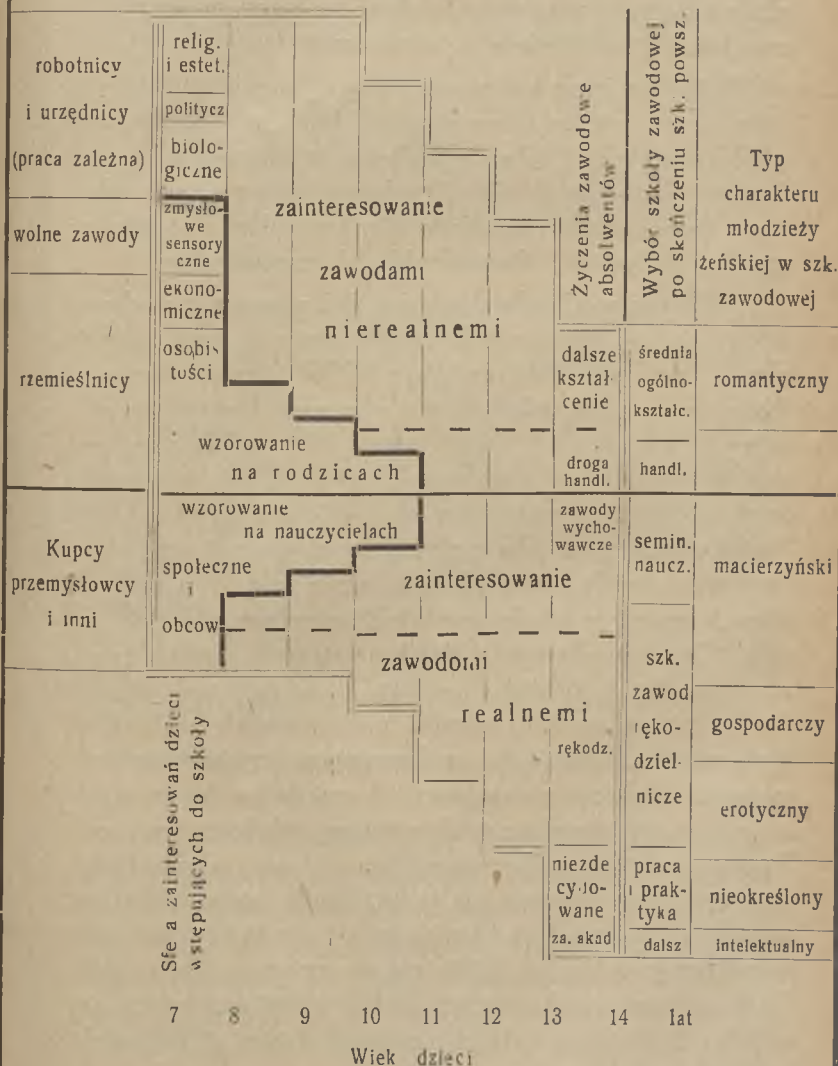 robotnicy
i urzędnicy
(praca zależna)
wolne zawody
rzemieślnicy
Kupcy
przemysłowcy
i inni
relig.
i estet.
politycz
biolo-
giczne
zmysło-
we
sensory
czne
ekono-
miczne
osobi-
tości
społeczne
obcow.
Sfe a zainteresowań dzieci
wstępujących do szkoły
zainteresowanie
zawodami
nierealnemi
wzorowanie
na rodzicach
wzorowanie
na nauczycielach
zainteresowanie
zawodomi
realnemi
Życzenia zawodowe
absolwentów
dalsze
kształ-
cenie
droga
handl.
zawody
wycho-
wawcze
rękodz.
niezde
cydo-
wane
za. akad
Wybór szkoły zawodowej
po skończeniu szk. powsz.
średnia
ogólno-
kształc.
handl.
semin.
naucz.
szk.
zawod
ręko-
dziel-
nicze
praca
i prak-
tyka
dalsz
Typ
charakteru
młodzieży
żeńskiej w szk.
zawodowej
romantyczny
macierzyński
gospodarczy
erotyczny
nieokreślony
intelektualny
7 8 9 10 11 12 13 14 lat
Wiek dzieci